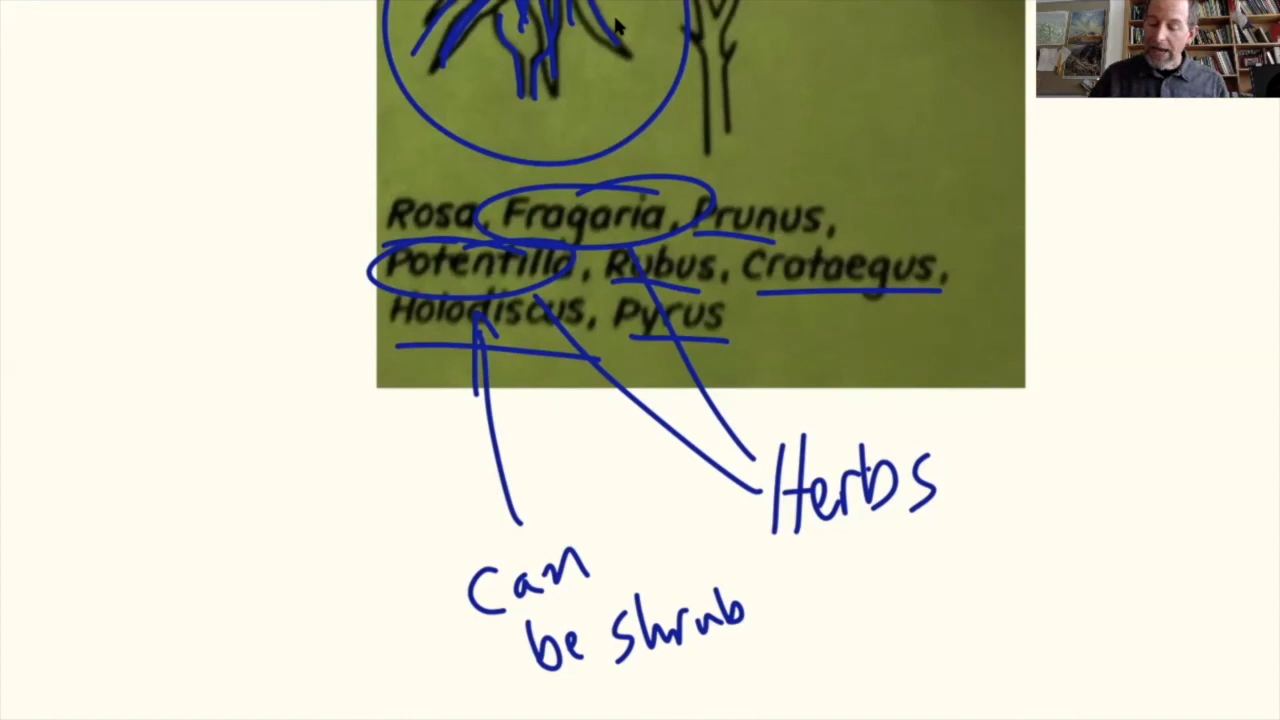 Rosa, Fragaria, Prunus,
Potentilla, Rubus, Crataegus,
Holodiscus, Pyrus
Herbs
Can
be shrub